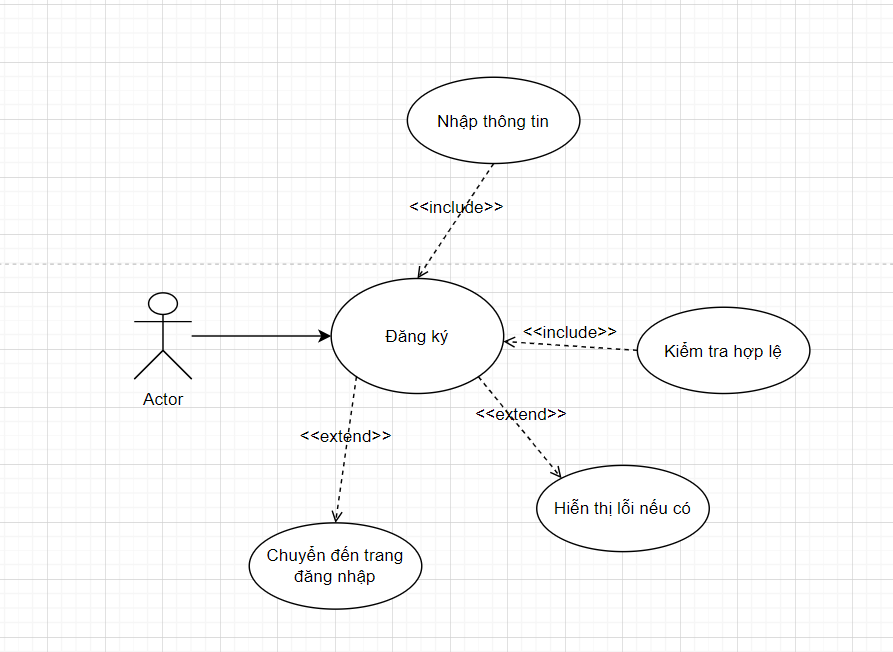 Nhập thông tin
<<include>>
Đăng ký
<<include>>
Kiểm tra hợp lệ
Actor
<<extend>>
<<extend>>
Hiễn thị lỗi nếu có
Chuyển đến trang
đăng nhập